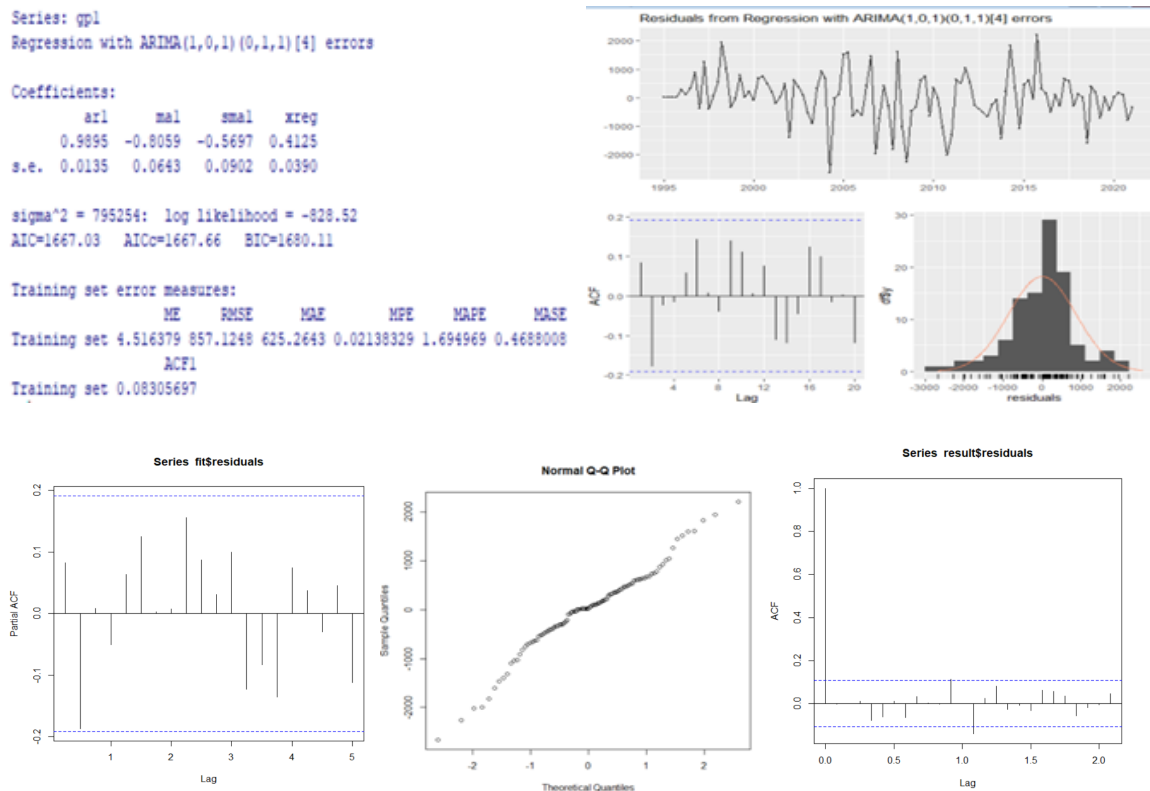 Series: gpl
Regression with ARIMA(1,0,1)(0,1,1)[4] errors
Coefficients:
ar1 ma1 sma1 xreg
0.9895 -0.8059 -0.5697 0.4125
s.e. 0.0135 0.0643 0.0902 0.0390
sigma^2 = 795254: log likelihood = -828.52
AIC=1667.03 AICc=1667.66 BIC=1680.11
Training set error measures:
ME RMSE MAE MPE MAPE MASE
Training set 4.516379 857.1248 625.2643 0.02138329 1.694969 0.4688008
ACF1
Training set 0.08305697
Residuals from Regression with ARIMA(1,0,1)(0,1,1)[4] errors
2000
1000
0
-1000
-2000
1995 2000 2005 2010 2015 2020
0.2
0.1
0.0
-0.1
-0.2
ACF
4 8 12 16 20
Lag
30
20
10
0
df$y
-3000 -2000 -1000 0 1000 2000
residuals
Series fit$residuals
0.2
0.1
0.0
-0.1
-0.2
Partial ACF
1 2 3 4 5
Lag
Normal Q-Q Plot
2000
1000
0
-1000
-2000
Sample Quantiles
-2 -1 0 1 2
Theoretical Quantiles
Series result$residuals
1.0
0.8
0.6
0.4
0.2
0.0
ACF
0.0 0.5 1.0 1.5 2.0
Lag